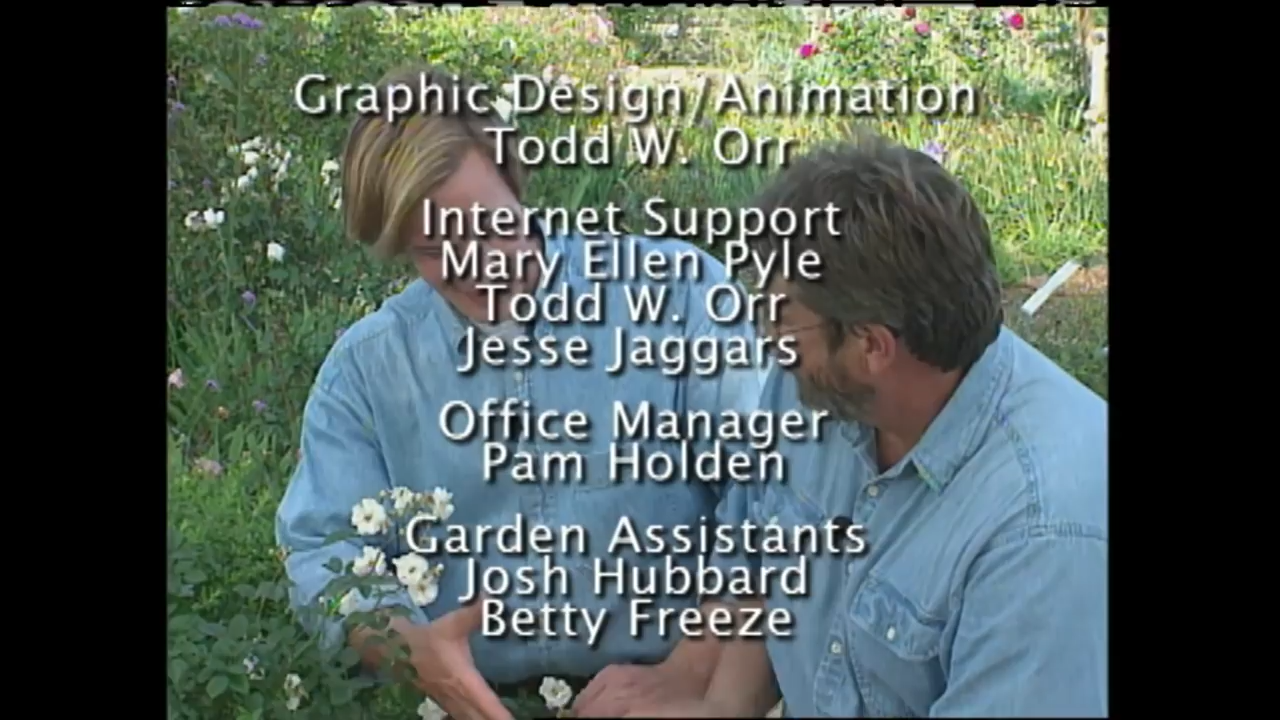 Graphic Design/Animation
Todd W. Orr
Internet Support
Mary Ellen Pyle
Todd W. Orr
Jesse Jaggars
Office Manager
Pam Holden
Garden Assistants
Josh Hubbard
Betty Freeze